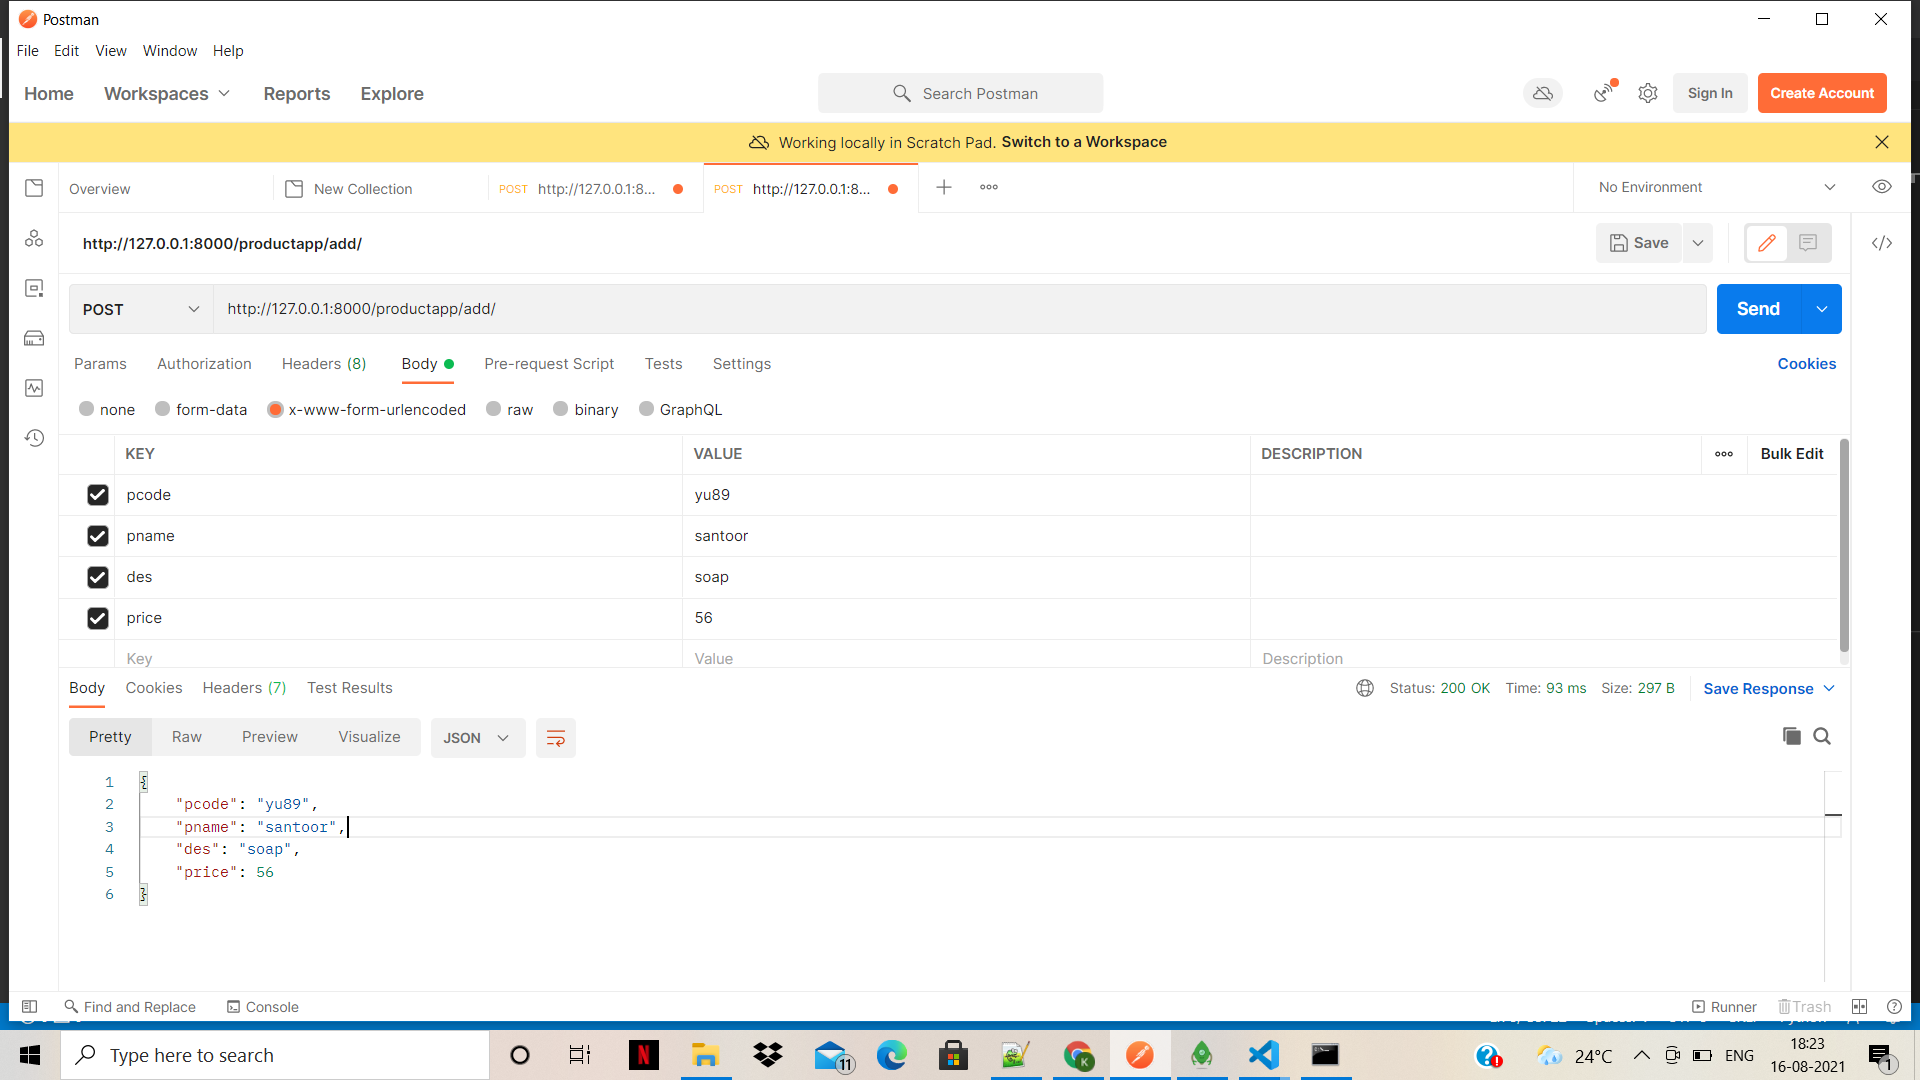 Postman
File Edit View Window Help
Home Workspaces Reports Explore Search Postman Sign In Create Account
Working locally in Scratch Pad. Switch to a Workspace
Overview New Collection POST http://127.0.0.1:8... POST http://127.0.0.1:8... No Environment
http://127.0.0.1:8000/productapp/add/ Save
POST http://127.0.0.1:8000/productapp/add/ Send
Params Authorization Headers (8) Body Pre-request Script Tests Settings Cookies
none form-data x-www-form-urlencoded raw binary GraphQL
KEY VALUE DESCRIPTION Bulk Edit
pcode yu89
pname santoor
des soap
price 56
Key Value Description
Body Cookies Headers (7) Test Results Status: 200 OK Time: 93 ms Size: 297 B Save Response
Pretty Raw Preview Visualize JSON
1 {
2 "pcode": "yu89",
3 "pname": "santoor",
4 "des": "soap",
5 "price": 56
6 }
Find and Replace Console Runner Trash
Type here to search 11 24°C ENG 18:23
16-08-2021 1